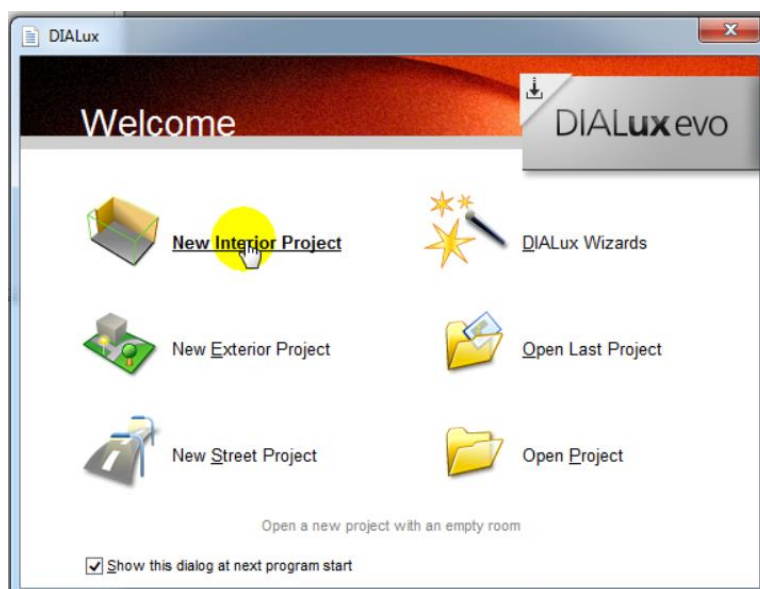 DIALux
Welcome
DIALux evo
New Interior Project
DIALux Wizards
New Exterior Project
Open Last Project
New Street Project
Open Project
Open a new project with an empty room
Show this dialog at next program start